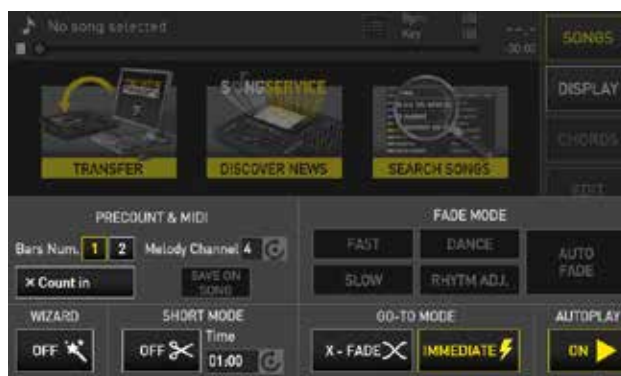 No song selected
Key
-00:00
SONGS
DISPLAY
CHORDS
EDIT
SONGSERVICE
TRANSFER
DISCOVER NEWS
SEARCH SONGS
PRECOUNT & MIDI
Bars Num. 1 2 Melody Channel 4
× Count in
SAVE ON
SONG
FADE MODE
FAST DANCE
SLOW RHYTM ADJ.
AUTO
FADE
WIZARD
OFF
SHORT MODE
OFF
Time
01:00
GO-TO MODE
X - FADE IMMEDIATE
AUTOPLAY
ON